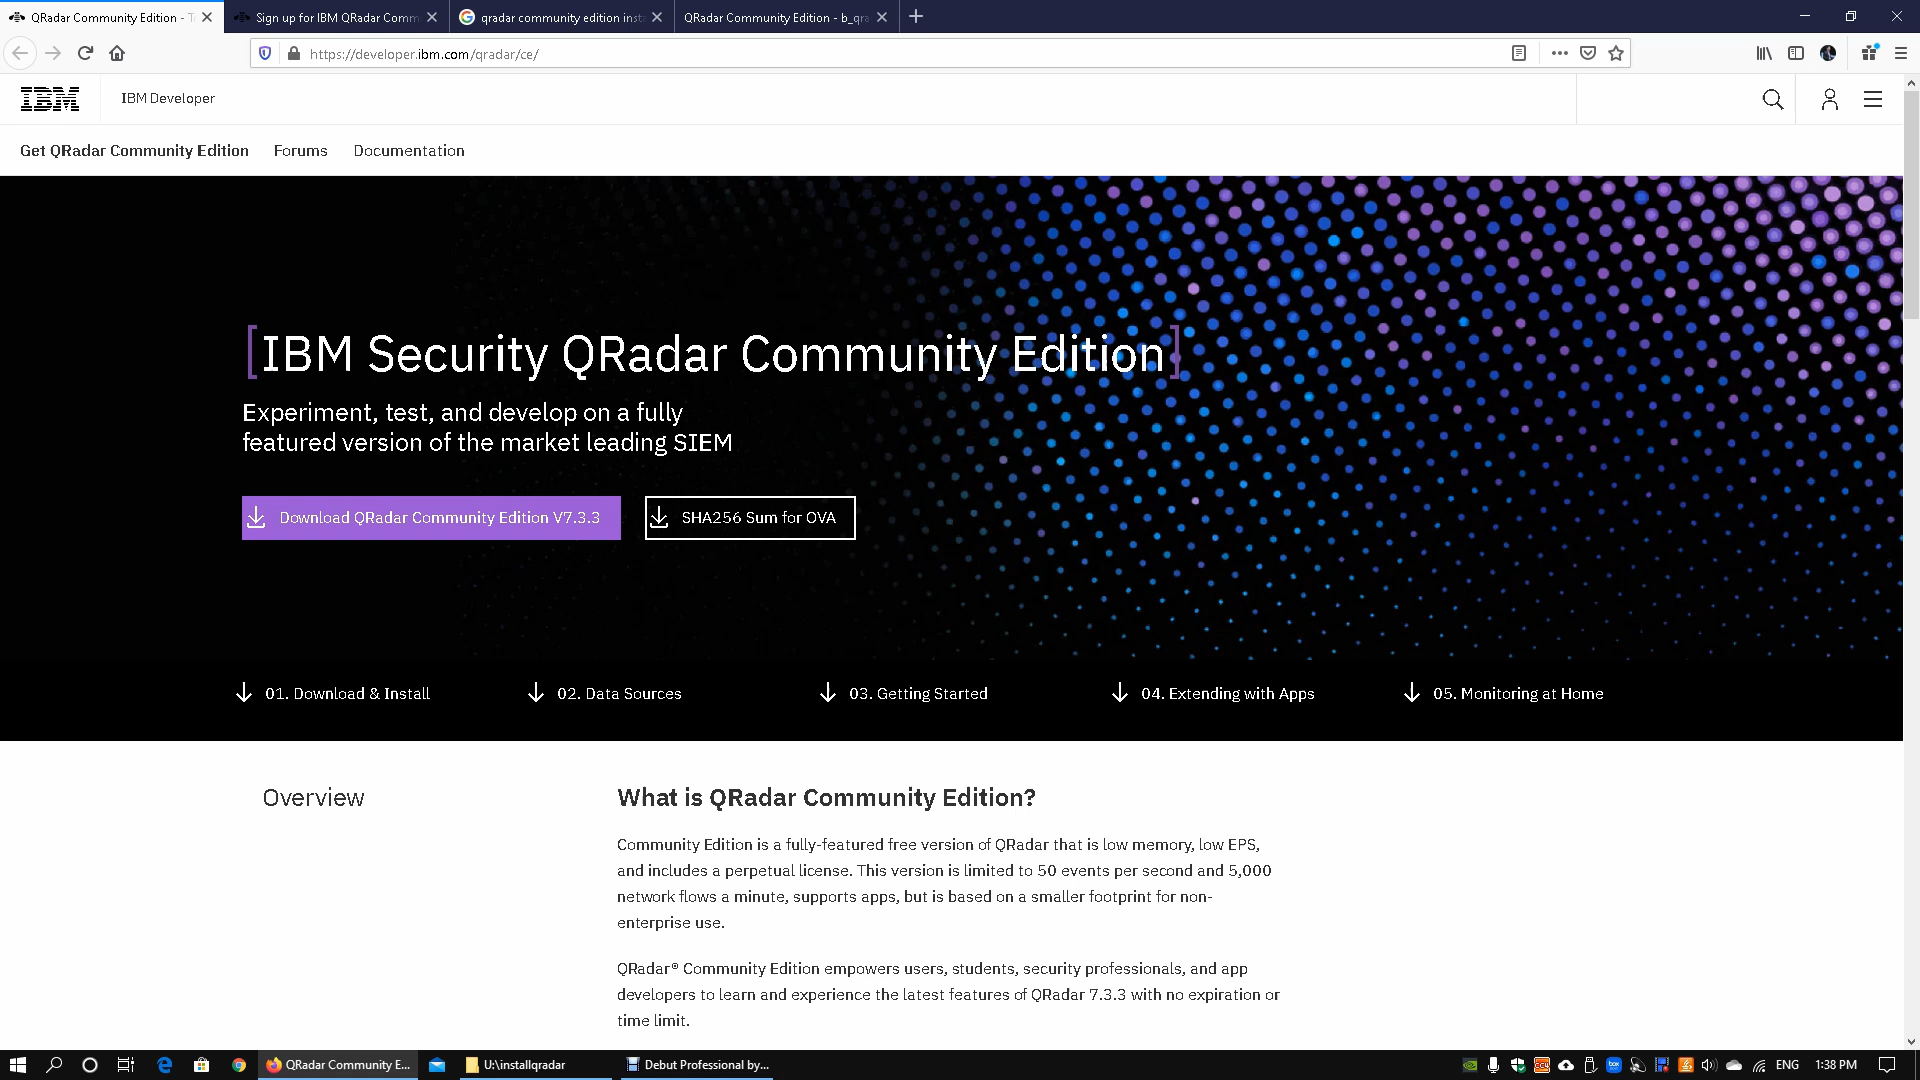 QRadar Community Edition - T
Sign up for IBM QRadar Comm
qradar community edition inst
QRadar Community Edition - b_qra
https://developer.ibm.com/qradar/ce/
IBM
IBM Developer
Get QRadar Community Edition
Forums
Documentation
[IBM Security QRadar Community Edition]
Experiment, test, and develop on a fully
featured version of the market leading SIEM
Download QRadar Community Edition V7.3.3
SHA256 Sum for OVA
01. Download & Install
02. Data Sources
03. Getting Started
04. Extending with Apps
05. Monitoring at Home
Overview
What is QRadar Community Edition?
Community Edition is a fully-featured free version of QRadar that is low memory, low EPS,
and includes a perpetual license. This version is limited to 50 events per second and 5,000
network flows a minute, supports apps, but is based on a smaller footprint for non-
enterprise use.
QRadar® Community Edition empowers users, students, security professionals, and app
developers to learn and experience the latest features of QRadar 7.3.3 with no expiration or
time limit.
QRadar Community E...
U:\installqradar
Debut Professional by...
ENG
1:38 PM